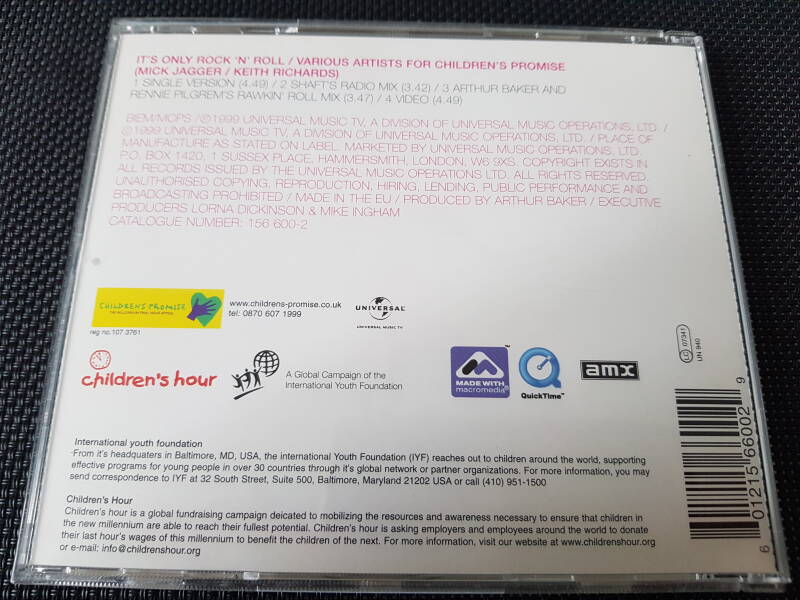 IT'S ONLY ROCK 'N' ROLL / VARIOUS ARTISTS FOR CHILDREN'S PROMISE
(MICK JAGGER / KEITH RICHARDS)
1 SINGLE VERSION (4.49) / 2 SHAFT'S RADIO MIX (3.42) / 3 ARTHUR BAKER AND
RENNIE PILGREM'S RAWKIN' ROLL MIX (3.47) / 4 VIDEO (4.49)
BIEM/MCPS /℗1999 UNIVERSAL MUSIC TV, A DIVISION OF UNIVERSAL MUSIC OPERATIONS, LTD. /
©1999 UNIVERSAL MUSIC TV, A DIVISION OF UNIVERSAL MUSIC OPERATIONS, LTD. / PLACE OF
MANUFACTURE AS STATED ON LABEL. MARKETED BY UNIVERSAL MUSIC OPERATIONS, LTD.
P.O. BOX 1420, 1 SUSSEX PLACE, HAMMERSMITH, LONDON, W6 9XS. COPYRIGHT EXISTS IN
ALL RECORDS ISSUED BY THE UNIVERSAL MUSIC OPERATIONS LTD. ALL RIGHTS RESERVED.
UNAUTHORISED COPYING, REPRODUCTION, HIRING, LENDING, PUBLIC PERFORMANCE AND
BROADCASTING PROHIBITED / MADE IN THE EU / PRODUCED BY ARTHUR BAKER / EXECUTIVE
PRODUCERS LORNA DICKINSON & MIKE INGHAM
CATALOGUE NUMBER: 156 600-2
CHILDREN'S PROMISE
THE MILLENNIUM FINAL HOUR APPEAL
reg no.107 3761
www.childrens-promise.co.uk
tel: 0870 607 1999
UNIVERSAL
UNIVERSAL MUSIC TV
LC 07341
UN 940
children's hour
A Global Campaign of the
International Youth Foundation
MADE WITH
macromedia®
QuickTime™
amx
6 01215 66002 9
International youth foundation
From it's headquaters in Baltimore, MD, USA, the international Youth Foundation (IYF) reaches out to children around the world, supporting
effective programs for young people in over 30 countries through it's global network or partner organizations. For more information, you may
send correspondence to IYF at 32 South Street, Suite 500, Baltimore, Maryland 21202 USA or call (410) 951-1500
Children's Hour
Children's Hour is a global fundraising campaign deicated to mobilizing the resources and awareness necessary to ensure that children in
the new millennium are able to reach their fullest potential. Children's Hour is asking employers and employees around the world to donate
their last hour's wages of this millennium to benefit the children of the next. For more information, visit our website at www.childrenshour.org
or e-mail: info@childrenshour.org